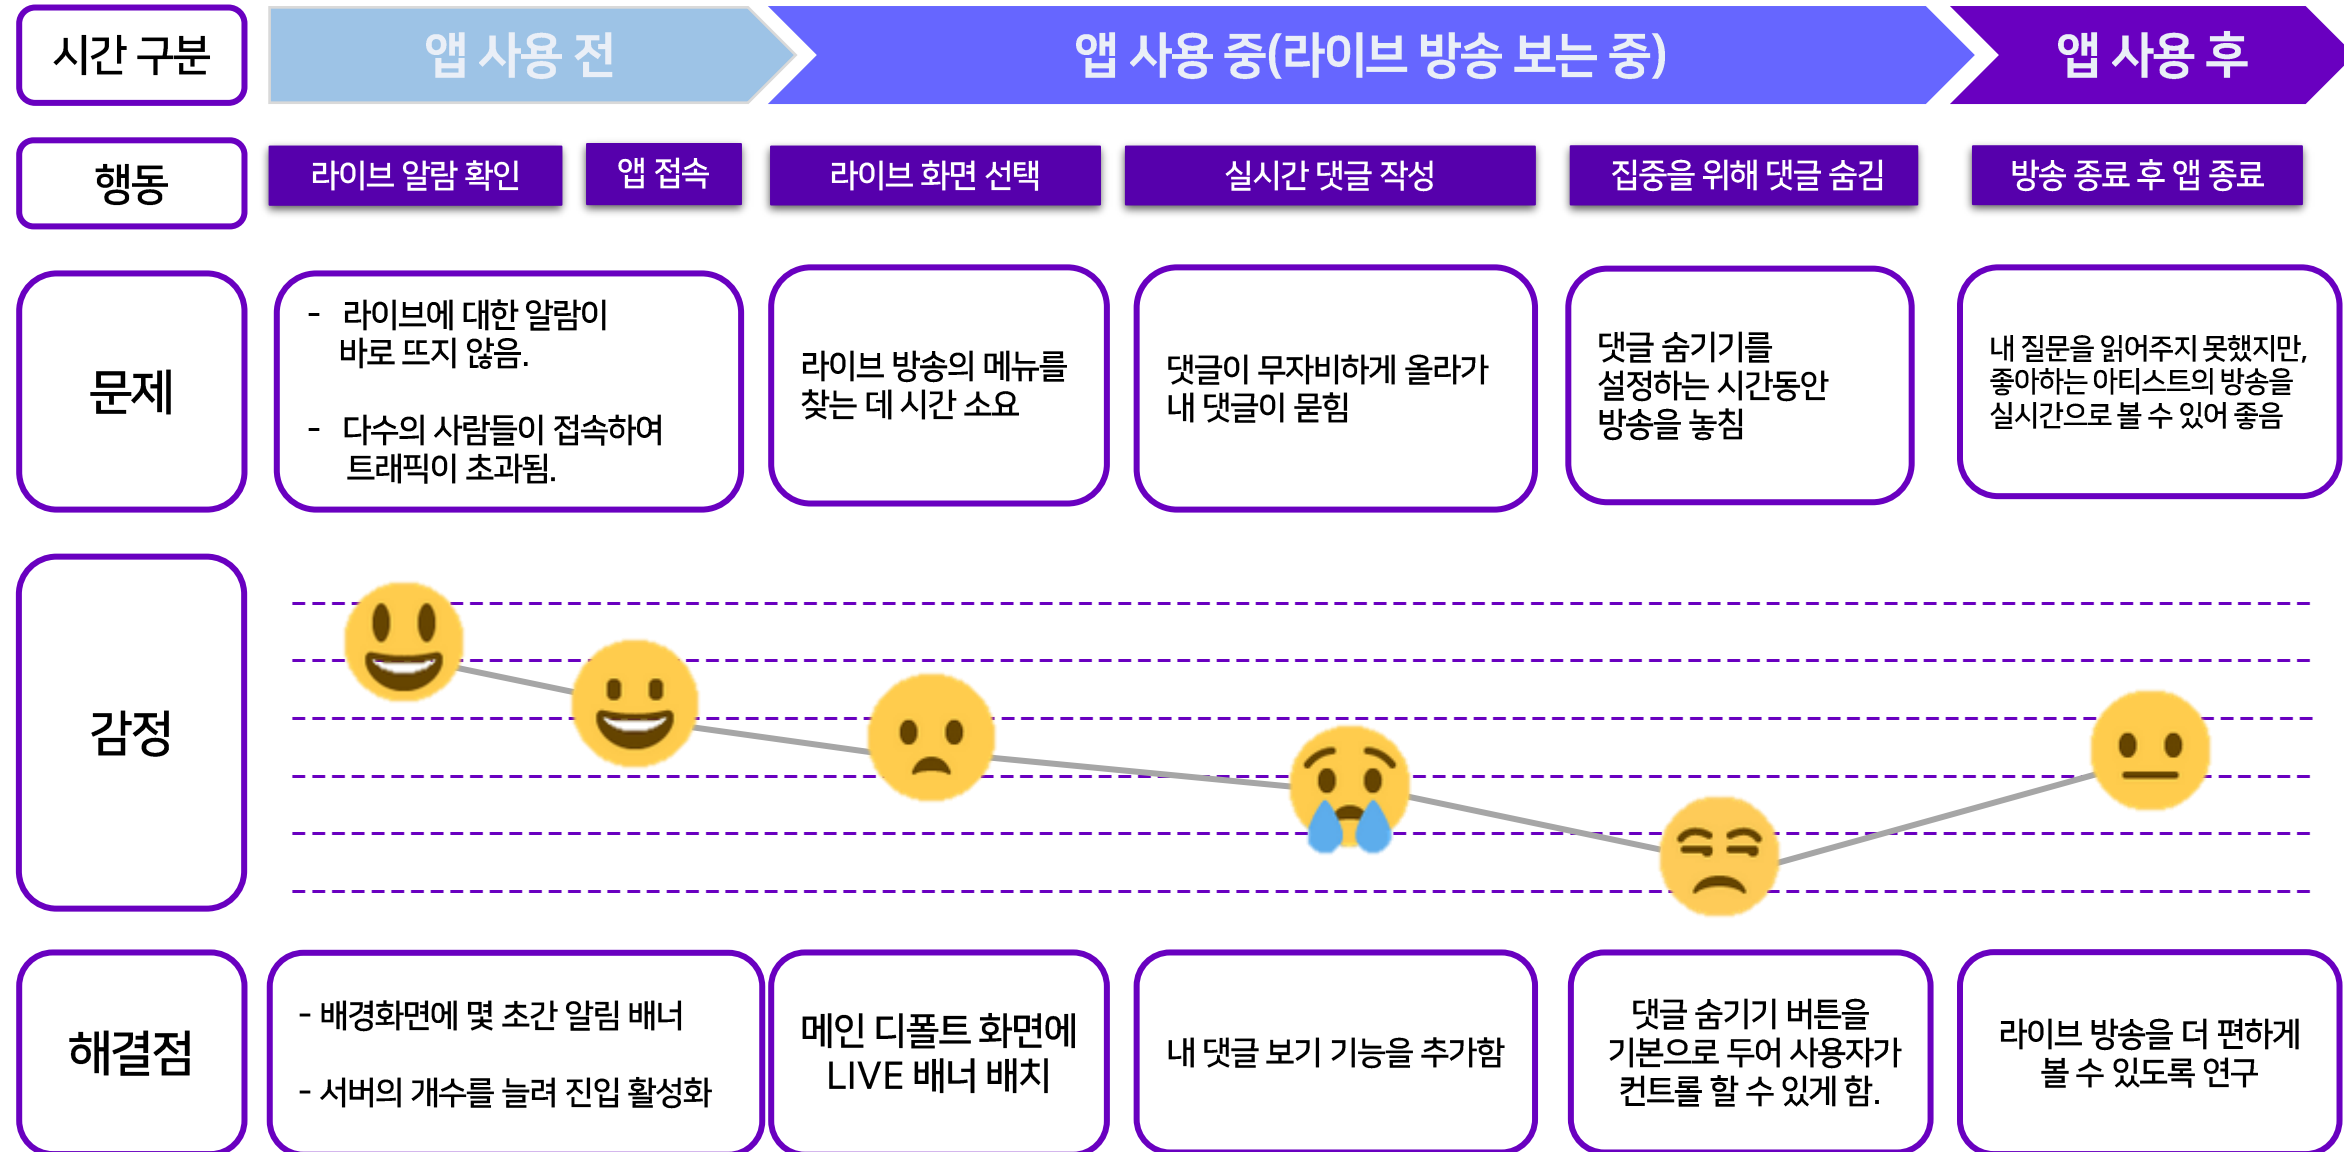 시간 구분
앱 사용 전
앱 사용 중(라이브 방송 보는 중)
앱 사용 후
행동
라이브 알람 확인
앱 접속
라이브 화면 선택
실시간 댓글 작성
집중을 위해 댓글 숨김
방송 종료 후 앱 종료
문제
- 라이브에 대한 알람이
바로 뜨지 않음.
- 다수의 사람들이 접속하여
트래픽이 초과됨.
라이브 방송의 메뉴를
찾는 데 시간 소요
댓글이 무자비하게 올라가
내 댓글이 묻힘
댓글 숨기기를
설정하는 시간동안
방송을 놓침
내 질문을 읽어주지 못했지만,
좋아하는 아티스트의 방송을
실시간으로 볼 수 있어 좋음
감정
해결점
- 배경화면에 몇 초간 알림 배너
- 서버의 개수를 늘려 진입 활성화
메인 디폴트 화면에
LIVE 배너 배치
내 댓글 보기 기능을 추가함
댓글 숨기기 버튼을
기본으로 두어 사용자가
컨트롤 할 수 있게 함.
라이브 방송을 더 편하게
볼 수 있도록 연구